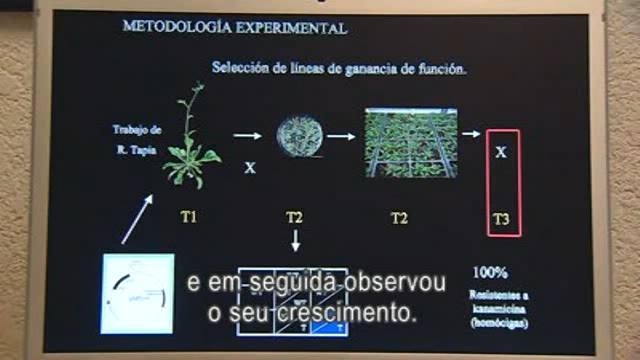 METODOLOGÍA EXPERIMENTAL
Selección de líneas de ganancia de función.
Trabajo de
R. Tapia
X
X
T1
T2
T2
T3
100%
Resistentes a
kanamicina
(homócigas)
T
T
e em seguida observou
o seu crescimento.